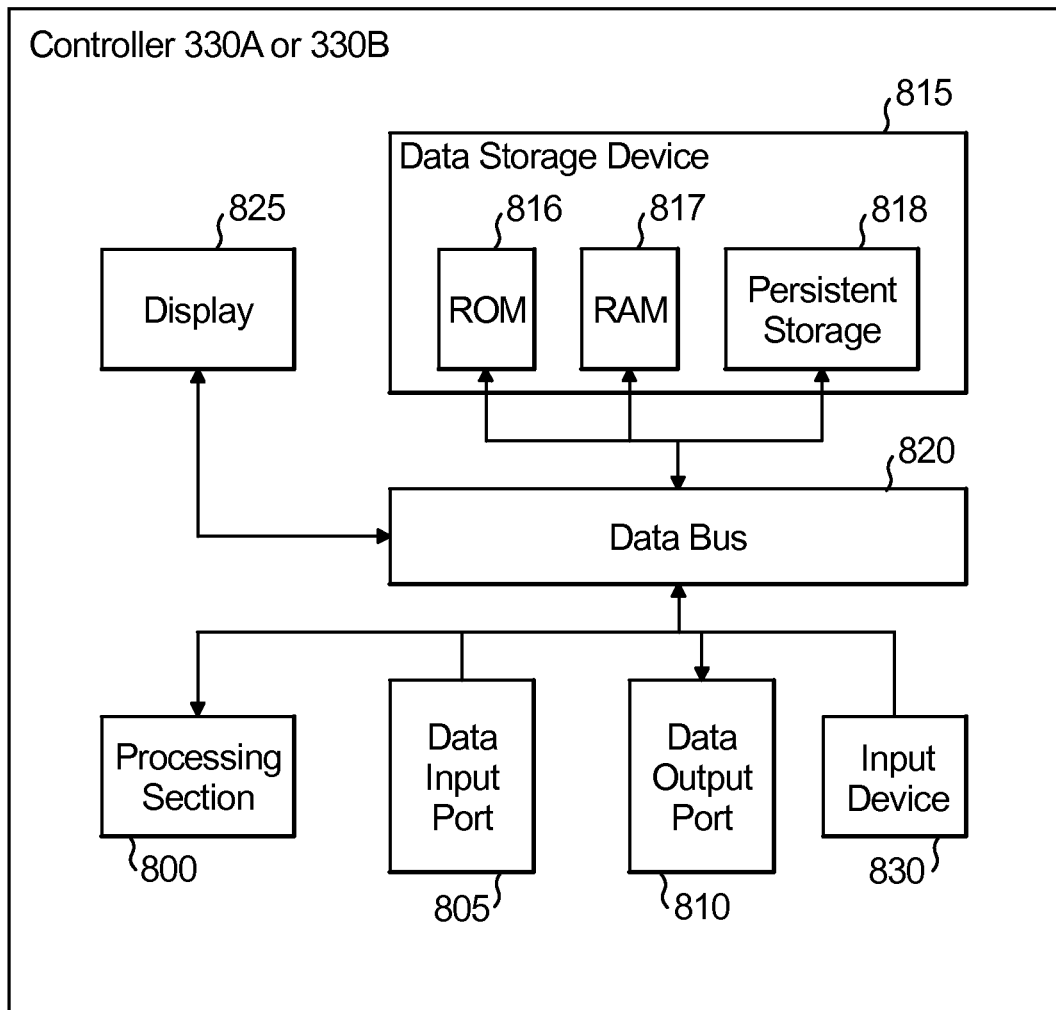 Controller 330A or 330B
815
Data Storage Device
825
816
817
818
Display
ROM
RAM
Persistent
Storage
820
Data Bus
Processing
Section
Data
Input
Port
Data
Output
Port
Input
Device
800
805
810
830